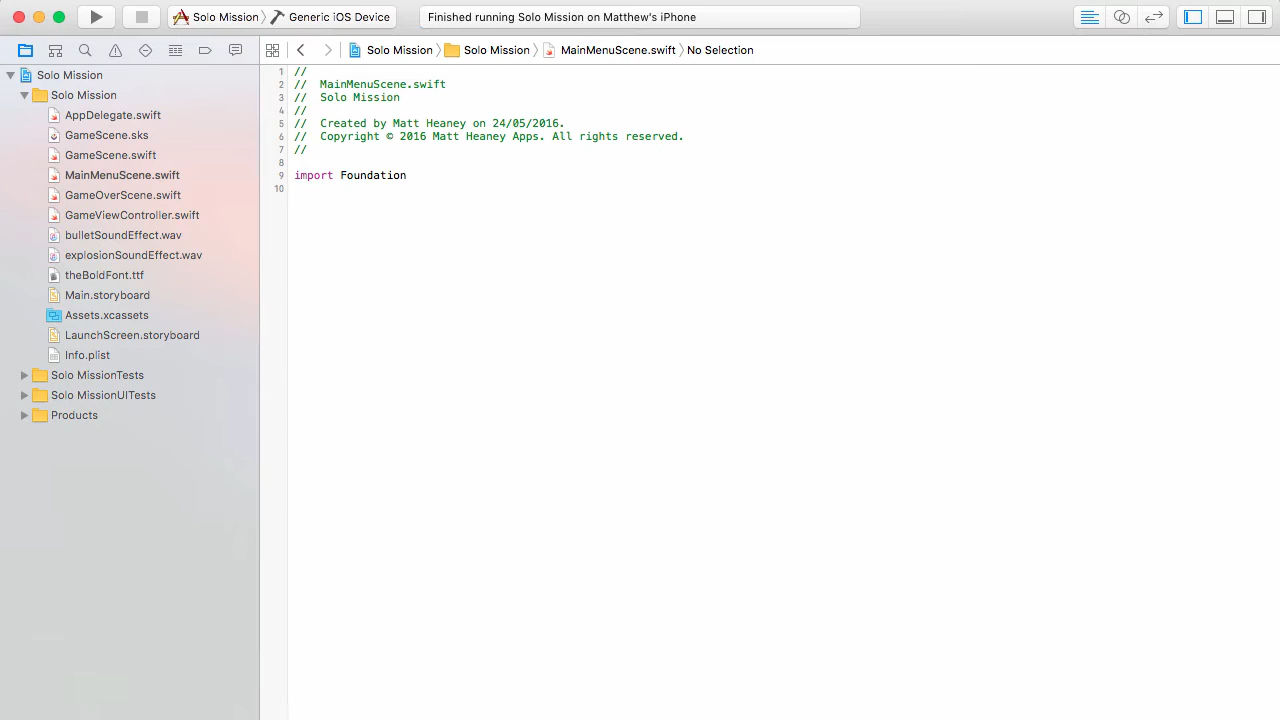 Solo Mission 〉 Generic iOS Device
Finished running Solo Mission on Matthew's iPhone
Solo Mission 〉 Solo Mission 〉 MainMenuScene.swift 〉 No Selection
Solo Mission
Solo Mission
AppDelegate.swift
GameScene.sks
GameScene.swift
MainMenuScene.swift
GameOverScene.swift
GameViewController.swift
bulletSoundEffect.wav
explosionSoundEffect.wav
theBoldFont.ttf
Main.storyboard
Assets.xcassets
LaunchScreen.storyboard
Info.plist
Solo MissionTests
Solo MissionUITests
Products
1 //
2 //  MainMenuScene.swift
3 //  Solo Mission
4 //
5 //  Created by Matt Heaney on 24/05/2016.
6 //  Copyright © 2016 Matt Heaney Apps. All rights reserved.
7 //
8
9 import Foundation
10